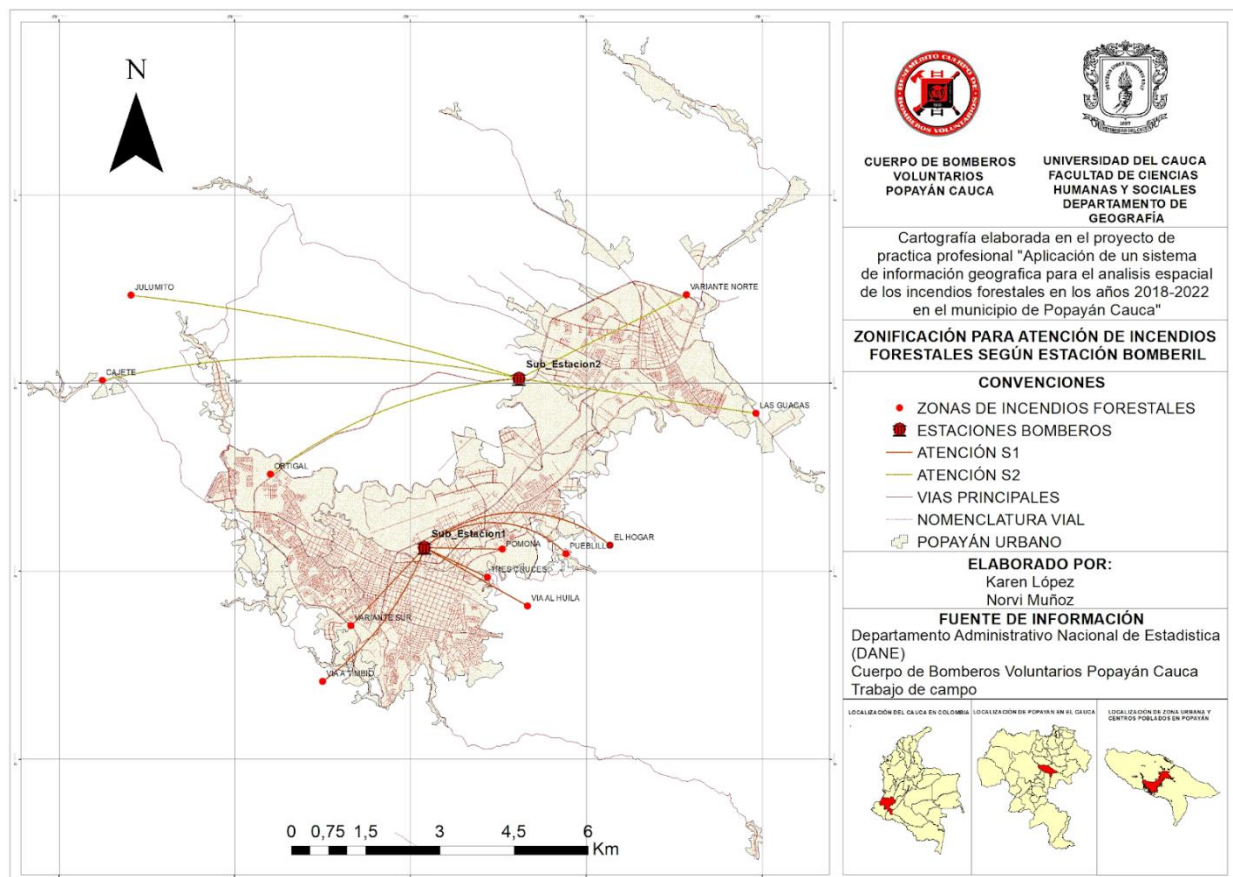 N
JULUMITO
VARIANTE NORTE
Sub_Estacion2
CAJETE
LAS GUACAS
ORTIGAL
Sub_Estacion1
EL HOGAR
POMONA
PUEBLILL
TRES CRUCES
VIA AL HUILA
VARIANTE SUR
VIA A TIMBIO
0 0,75 1,5 3 4,5 6
Km
BENEMERITO CUERPO DE
BOMBEROS VOLUNTARIOS
CUERPO DE BOMBEROS
VOLUNTARIOS
POPAYÁN CAUCA
UNIVERSIDAD DEL CAUCA
FACULTAD DE CIENCIAS
HUMANAS Y SOCIALES
DEPARTAMENTO DE
GEOGRAFÍA
Cartografía elaborada en el proyecto de
practica profesional "Aplicación de un sistema
de información geografica para el analisis espacial
de los incendios forestales en los años 2018-2022
en el municipio de Popayán Cauca"
ZONIFICACIÓN PARA ATENCIÓN DE INCENDIOS
FORESTALES SEGÚN ESTACIÓN BOMBERIL
CONVENCIONES
ZONAS DE INCENDIOS FORESTALES
ESTACIONES BOMBEROS
ATENCIÓN S1
ATENCIÓN S2
VIAS PRINCIPALES
NOMENCLATURA VIAL
POPAYÁN URBANO
ELABORADO POR:
Karen López
Norvi Muñoz
FUENTE DE INFORMACIÓN
Departamento Administrativo Nacional de Estadistica
(DANE)
Cuerpo de Bomberos Voluntarios Popayán Cauca
Trabajo de campo
LOCALIZACIÓN DEL CAUCA EN COLOMBIA
LOCALIZACIÓN DE POPAYÁN EN EL CAUCA
LOCALIZACIÓN DE ZONA URBANA Y
CENTROS POBLADOS EN POPAYÁN